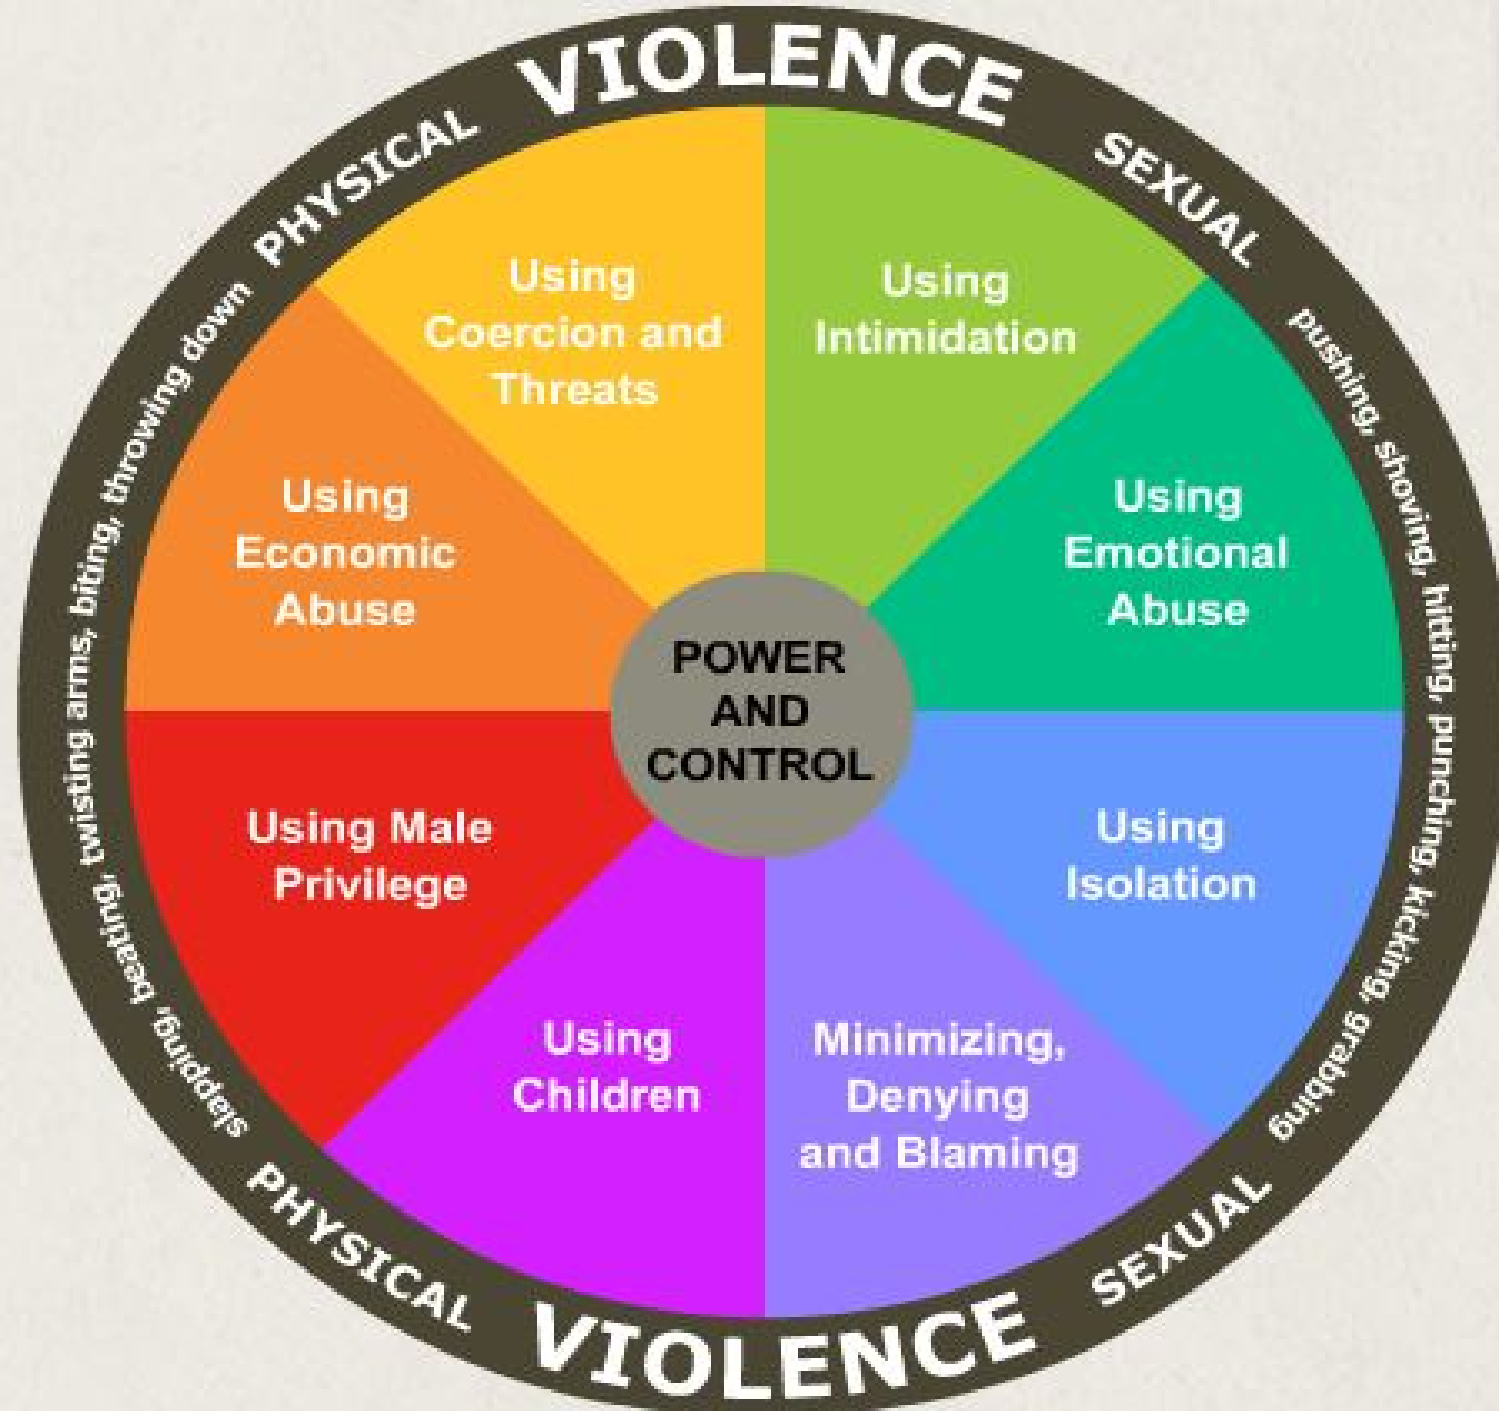 VIOLENCE
PHYSICAL
SEXUAL
pushing, shoving, hitting, punching, kicking, grabbing
slapping, beating, twisting arms, biting, throwing down
Using
Coercion and
Threats
Using
Intimidation
Using
Economic
Abuse
Using
Emotional
Abuse
POWER
AND
CONTROL
Using Male
Privilege
Using
Isolation
Using
Children
Minimizing,
Denying
and Blaming
PHYSICAL
SEXUAL
VIOLENCE